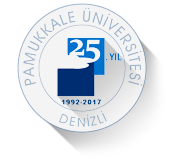 PAMUKKALE ÜNİVERSİTESİ
25. YIL
1992-2017
DENİZLİ